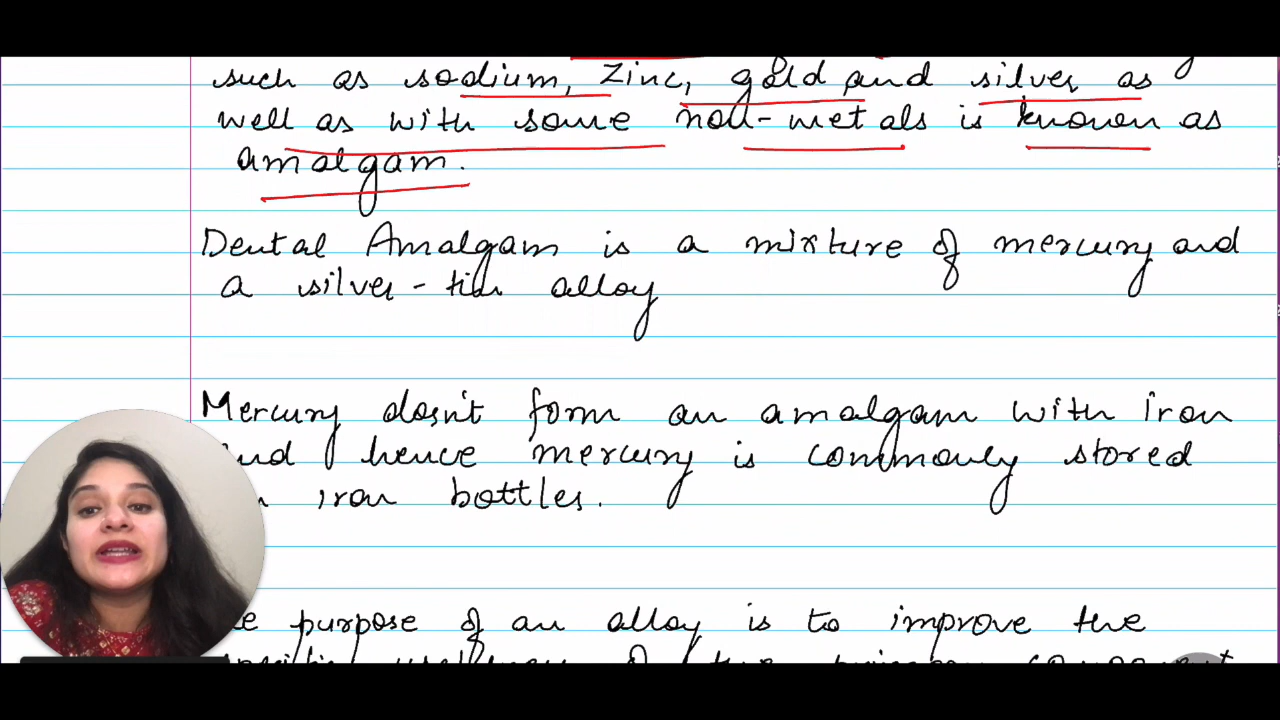 such as sodium, Zinc, gold and silver as
well as with some non-metals is known as
amalgam.
Dental Amalgam is a mixture of mercury and
a silver-tin alloy
Mercury dosn't form an amalgam with iron
hence mercury is commonly stored
iron bottles.
purpose of an alloy is to improve the